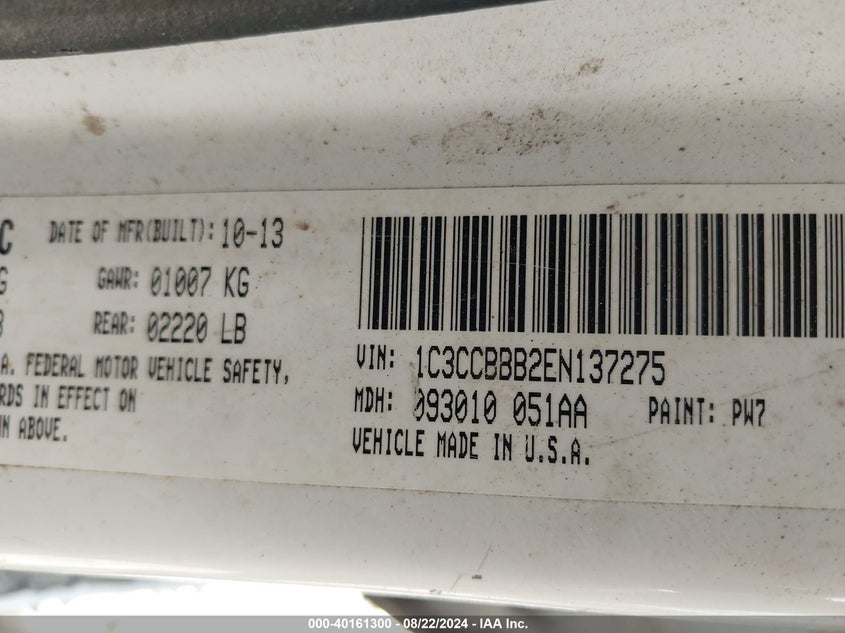 C DATE OF MFR(BUILT): 10-13
G GAWR: 01007 KG
REAR: 02220 LB
A. FEDERAL MOTOR VEHICLE SAFETY,
RDS IN EFFECT ON
N ABOVE.
VIN: 1C3CCBBB2EN137275
MDH: 093010 051AA PAINT: PW7
VEHICLE MADE IN U.S.A.
000-40161300 - 08/22/2024 - IAA Inc.